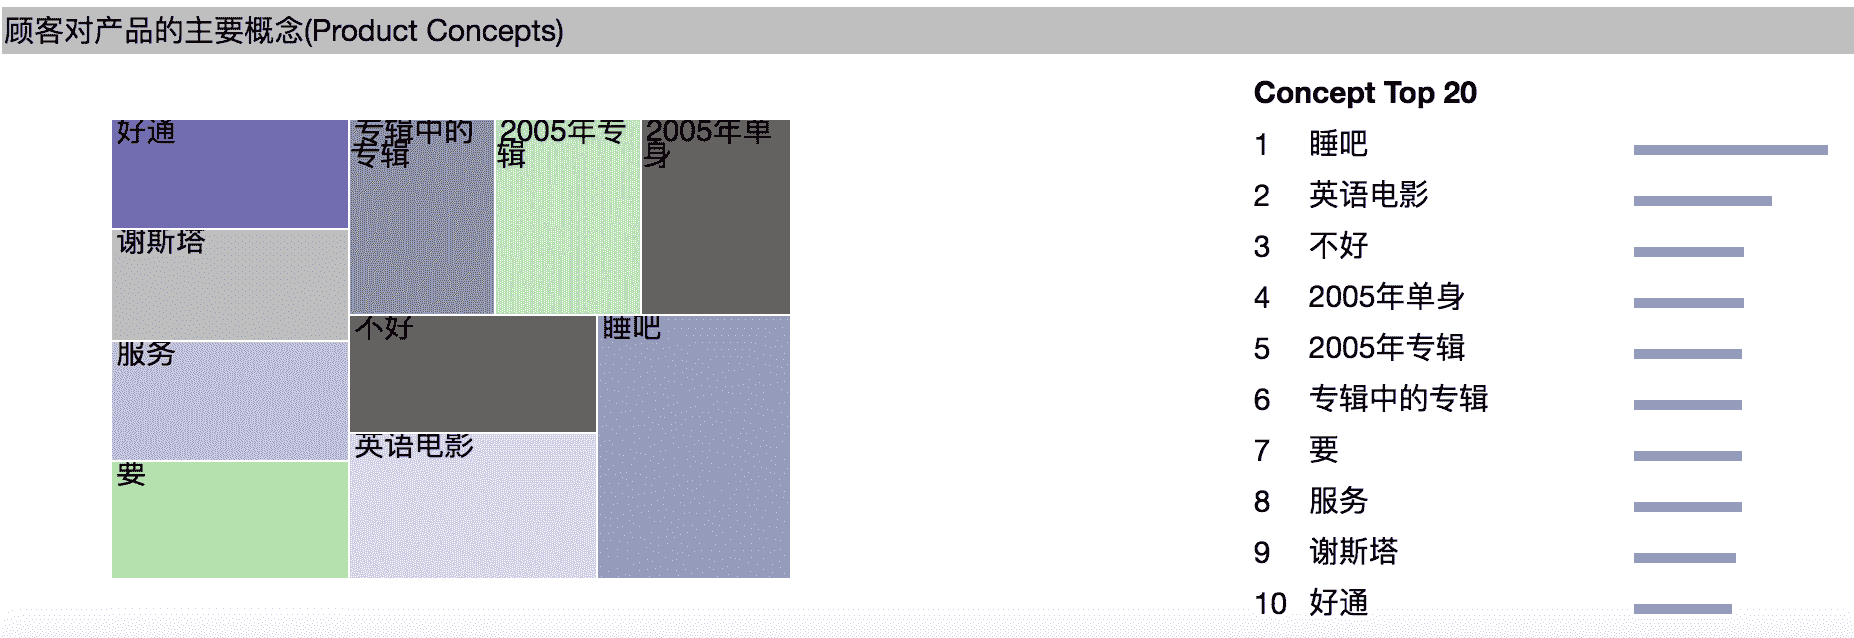 顾客对产品的主要概念(Product Concepts)
好通
谢斯塔
服务
要
专辑中的
专辑
2005年专
辑
2005年单
身
不好
英语电影
睡吧
Concept Top 20
1 睡吧
2 英语电影
3 不好
4 2005年单身
5 2005年专辑
6 专辑中的专辑
7 要
8 服务
9 谢斯塔
10 好通